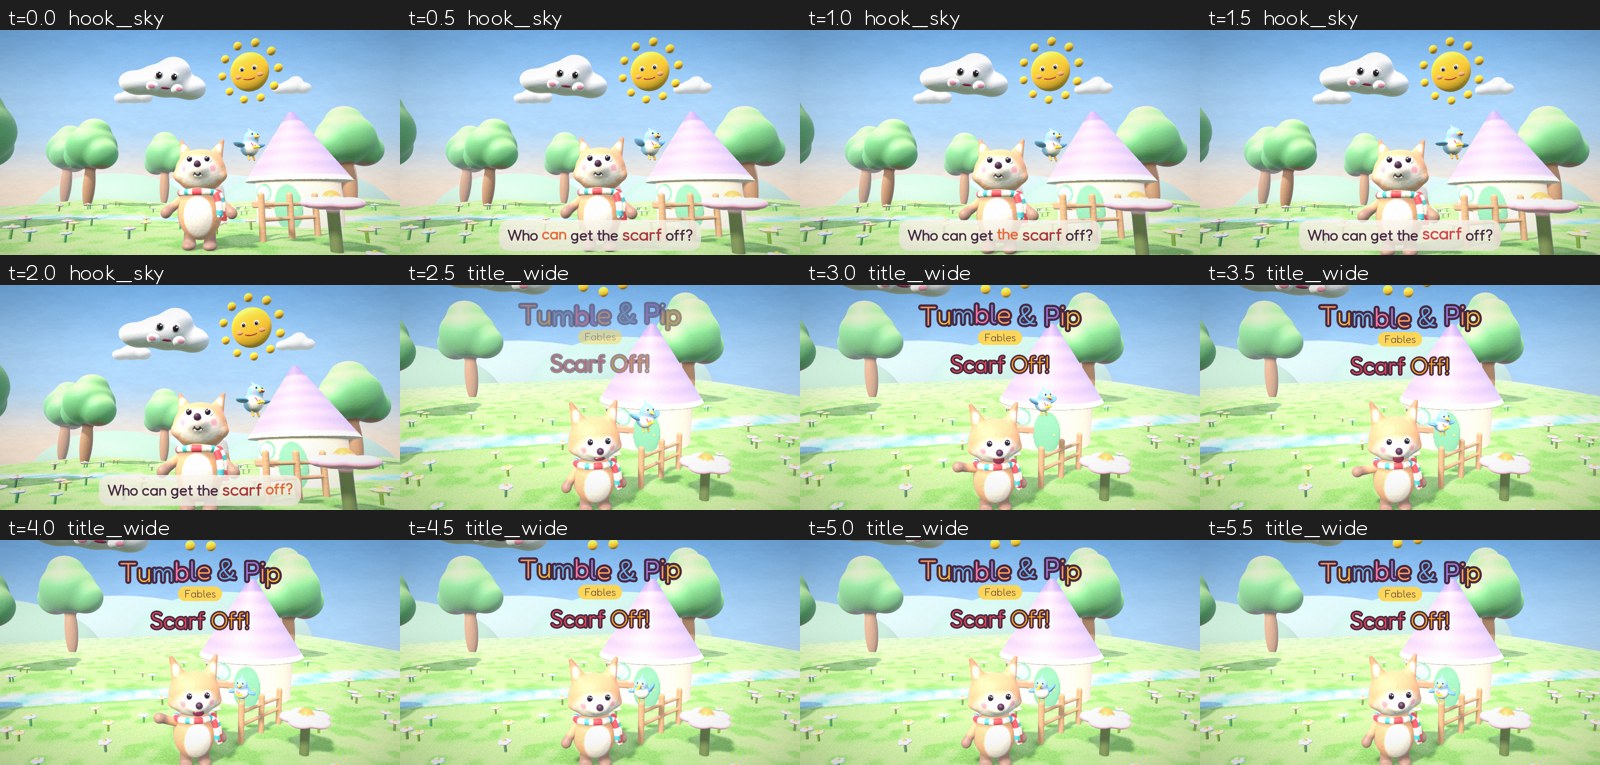 t=0.0 hook_sky
t=0.5 hook_sky
t=1.0 hook_sky
t=1.5 hook_sky
Who can get the scarf off?
Who can get the scarf off?
Who can get the scarf off?
t=2.0 hook_sky
t=2.5 title_wide
t=3.0 title_wide
t=3.5 title_wide
Tumble & Pip
Fables
Scarf Off!
Tumble & Pip
Fables
Scarf Off!
Tumble & Pip
Fables
Scarf Off!
Who can get the scarf off?
t=4.0 title_wide
t=4.5 title_wide
t=5.0 title_wide
t=5.5 title_wide
Tumble & Pip
Fables
Scarf Off!
Tumble & Pip
Fables
Scarf Off!
Tumble & Pip
Fables
Scarf Off!
Tumble & Pip
Fables
Scarf Off!